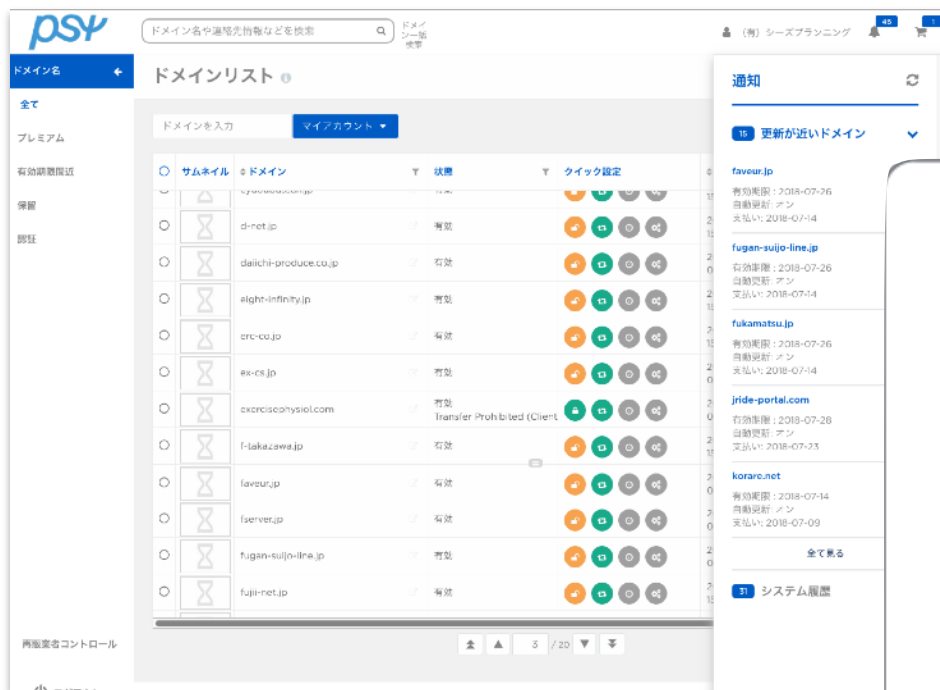 PSY
ドメイン名や連絡先情報などを検索
ドメイ
ン一括
検索
(有) シーズプランニング
45
1
ドメイン名
全て
プレミアム
有効期限間近
保留
認証
再販業者コントロール
ドメインリスト
ドメインを入力
マイアカウント
サムネイル
ドメイン
状態
クイック設定
d-net.jp
有効
daiichi-produce.co.jp
有効
eight-infinity.jp
有効
erc-co.jp
有効
ex-cs.jp
有効
exercisephysiol.com
有効
Transfer Prohibited (Client
f-takazawa.jp
有効
faveur.jp
有効
fserver.jp
有効
fugan-suijo-line.jp
有効
fujii-net.jp
有効
3 / 20
通知
15 更新が近いドメイン
faveur.jp
有効期限 : 2018-07-26
自動更新: オン
支払い: 2018-07-14
fugan-suijo-line.jp
有効期限 : 2018-07-26
自動更新: オン
支払い: 2018-07-14
fukamatsu.jp
有効期限 : 2018-07-26
自動更新: オン
支払い: 2018-07-14
jride-portal.com
有効期限 : 2018-07-28
自動更新: オン
支払い: 2018-07-23
korare.net
有効期限 : 2018-07-14
自動更新: オン
支払い: 2018-07-09
全て見る
31 システム履歴